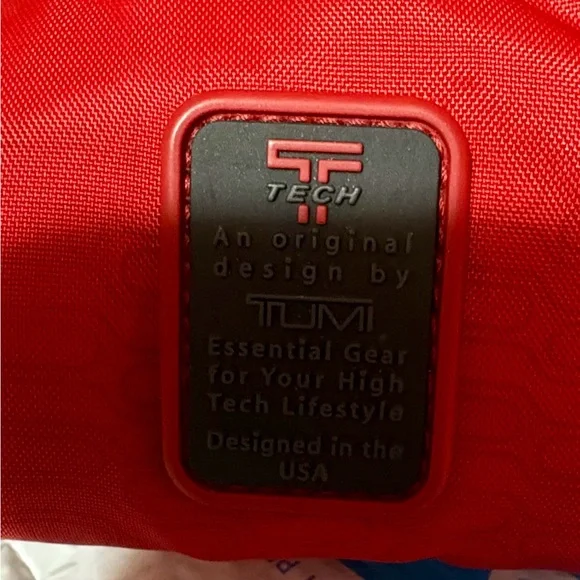 TECH
An original
design by
TUMI
Essential Gear
for Your High
Tech Lifestyle
Designed in the
USA